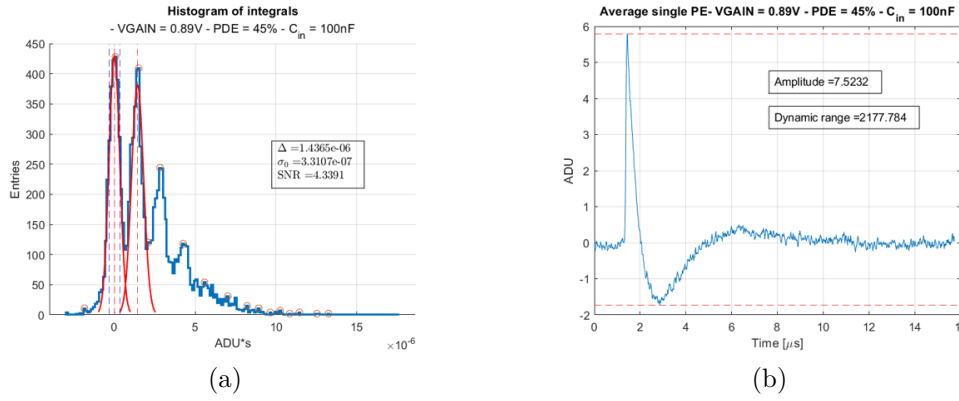 Histogram of integrals
- VGAIN = 0.89V - PDE = 45% - C_in = 100nF
450
400
350
300
250
200
150
100
50
0
Entries
Δ =1.4365e-06
σ₀ =3.3107e-07
SNR =4.3391
0
5
10
15
ADU*s
×10⁻⁶
(a)
Average single PE- VGAIN = 0.89V - PDE = 45% - C_in = 100nF
6
5
4
3
2
1
0
-1
-2
ADU
Amplitude =7.5232
Dynamic range =2177.784
0
2
4
6
8
10
12
14
16
Time [μs]
(b)